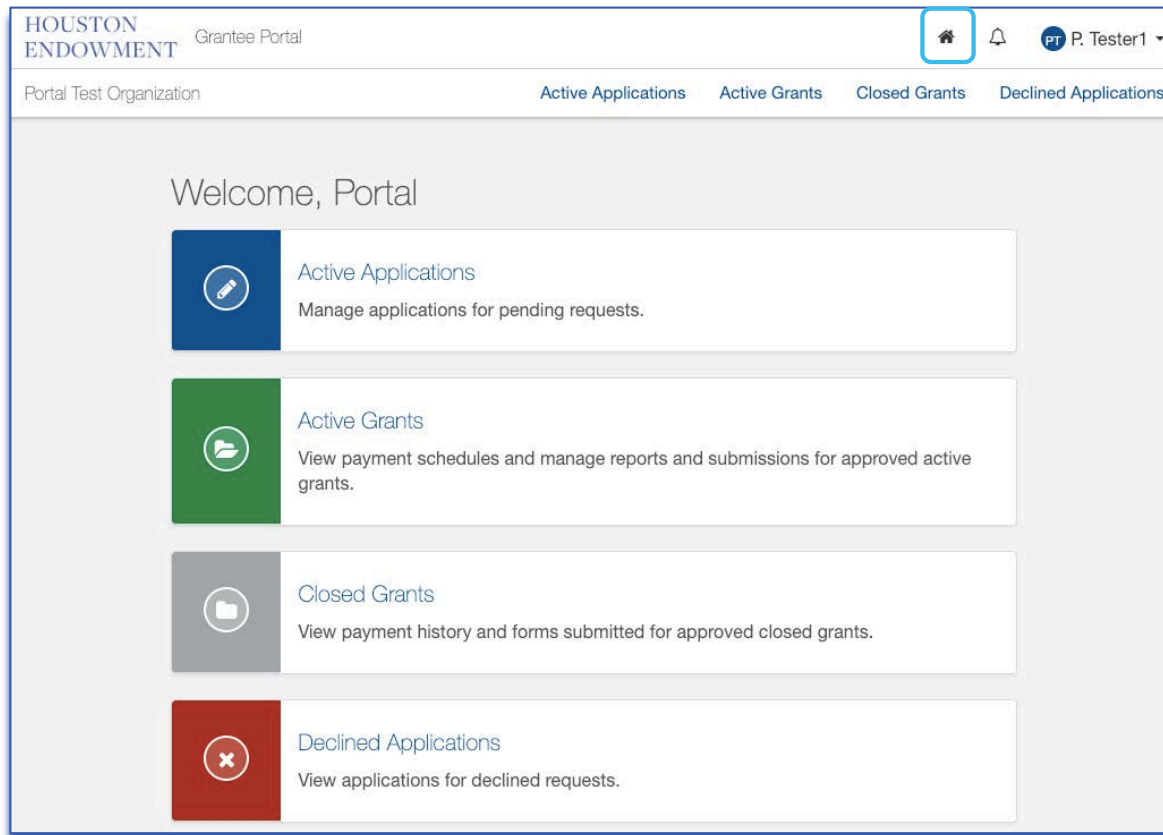 HOUSTON
ENDOWMENT
Grantee Portal
PT P. Tester1
Portal Test Organization
Active Applications
Active Grants
Closed Grants
Declined Applications
Welcome, Portal
Active Applications
Manage applications for pending requests.
Active Grants
View payment schedules and manage reports and submissions for approved active
grants.
Closed Grants
View payment history and forms submitted for approved closed grants.
Declined Applications
View applications for declined requests.